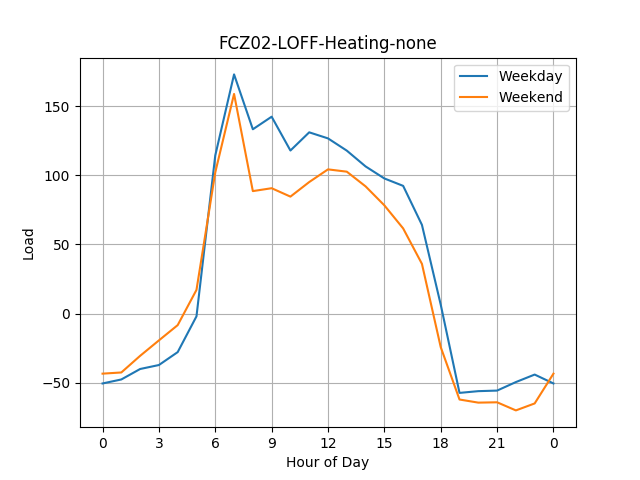 FCZ02-LOFF-Heating-none
Weekday
Weekend
150
100
50
0
−50
Load
0 3 6 9 12 15 18 21 0
Hour of Day